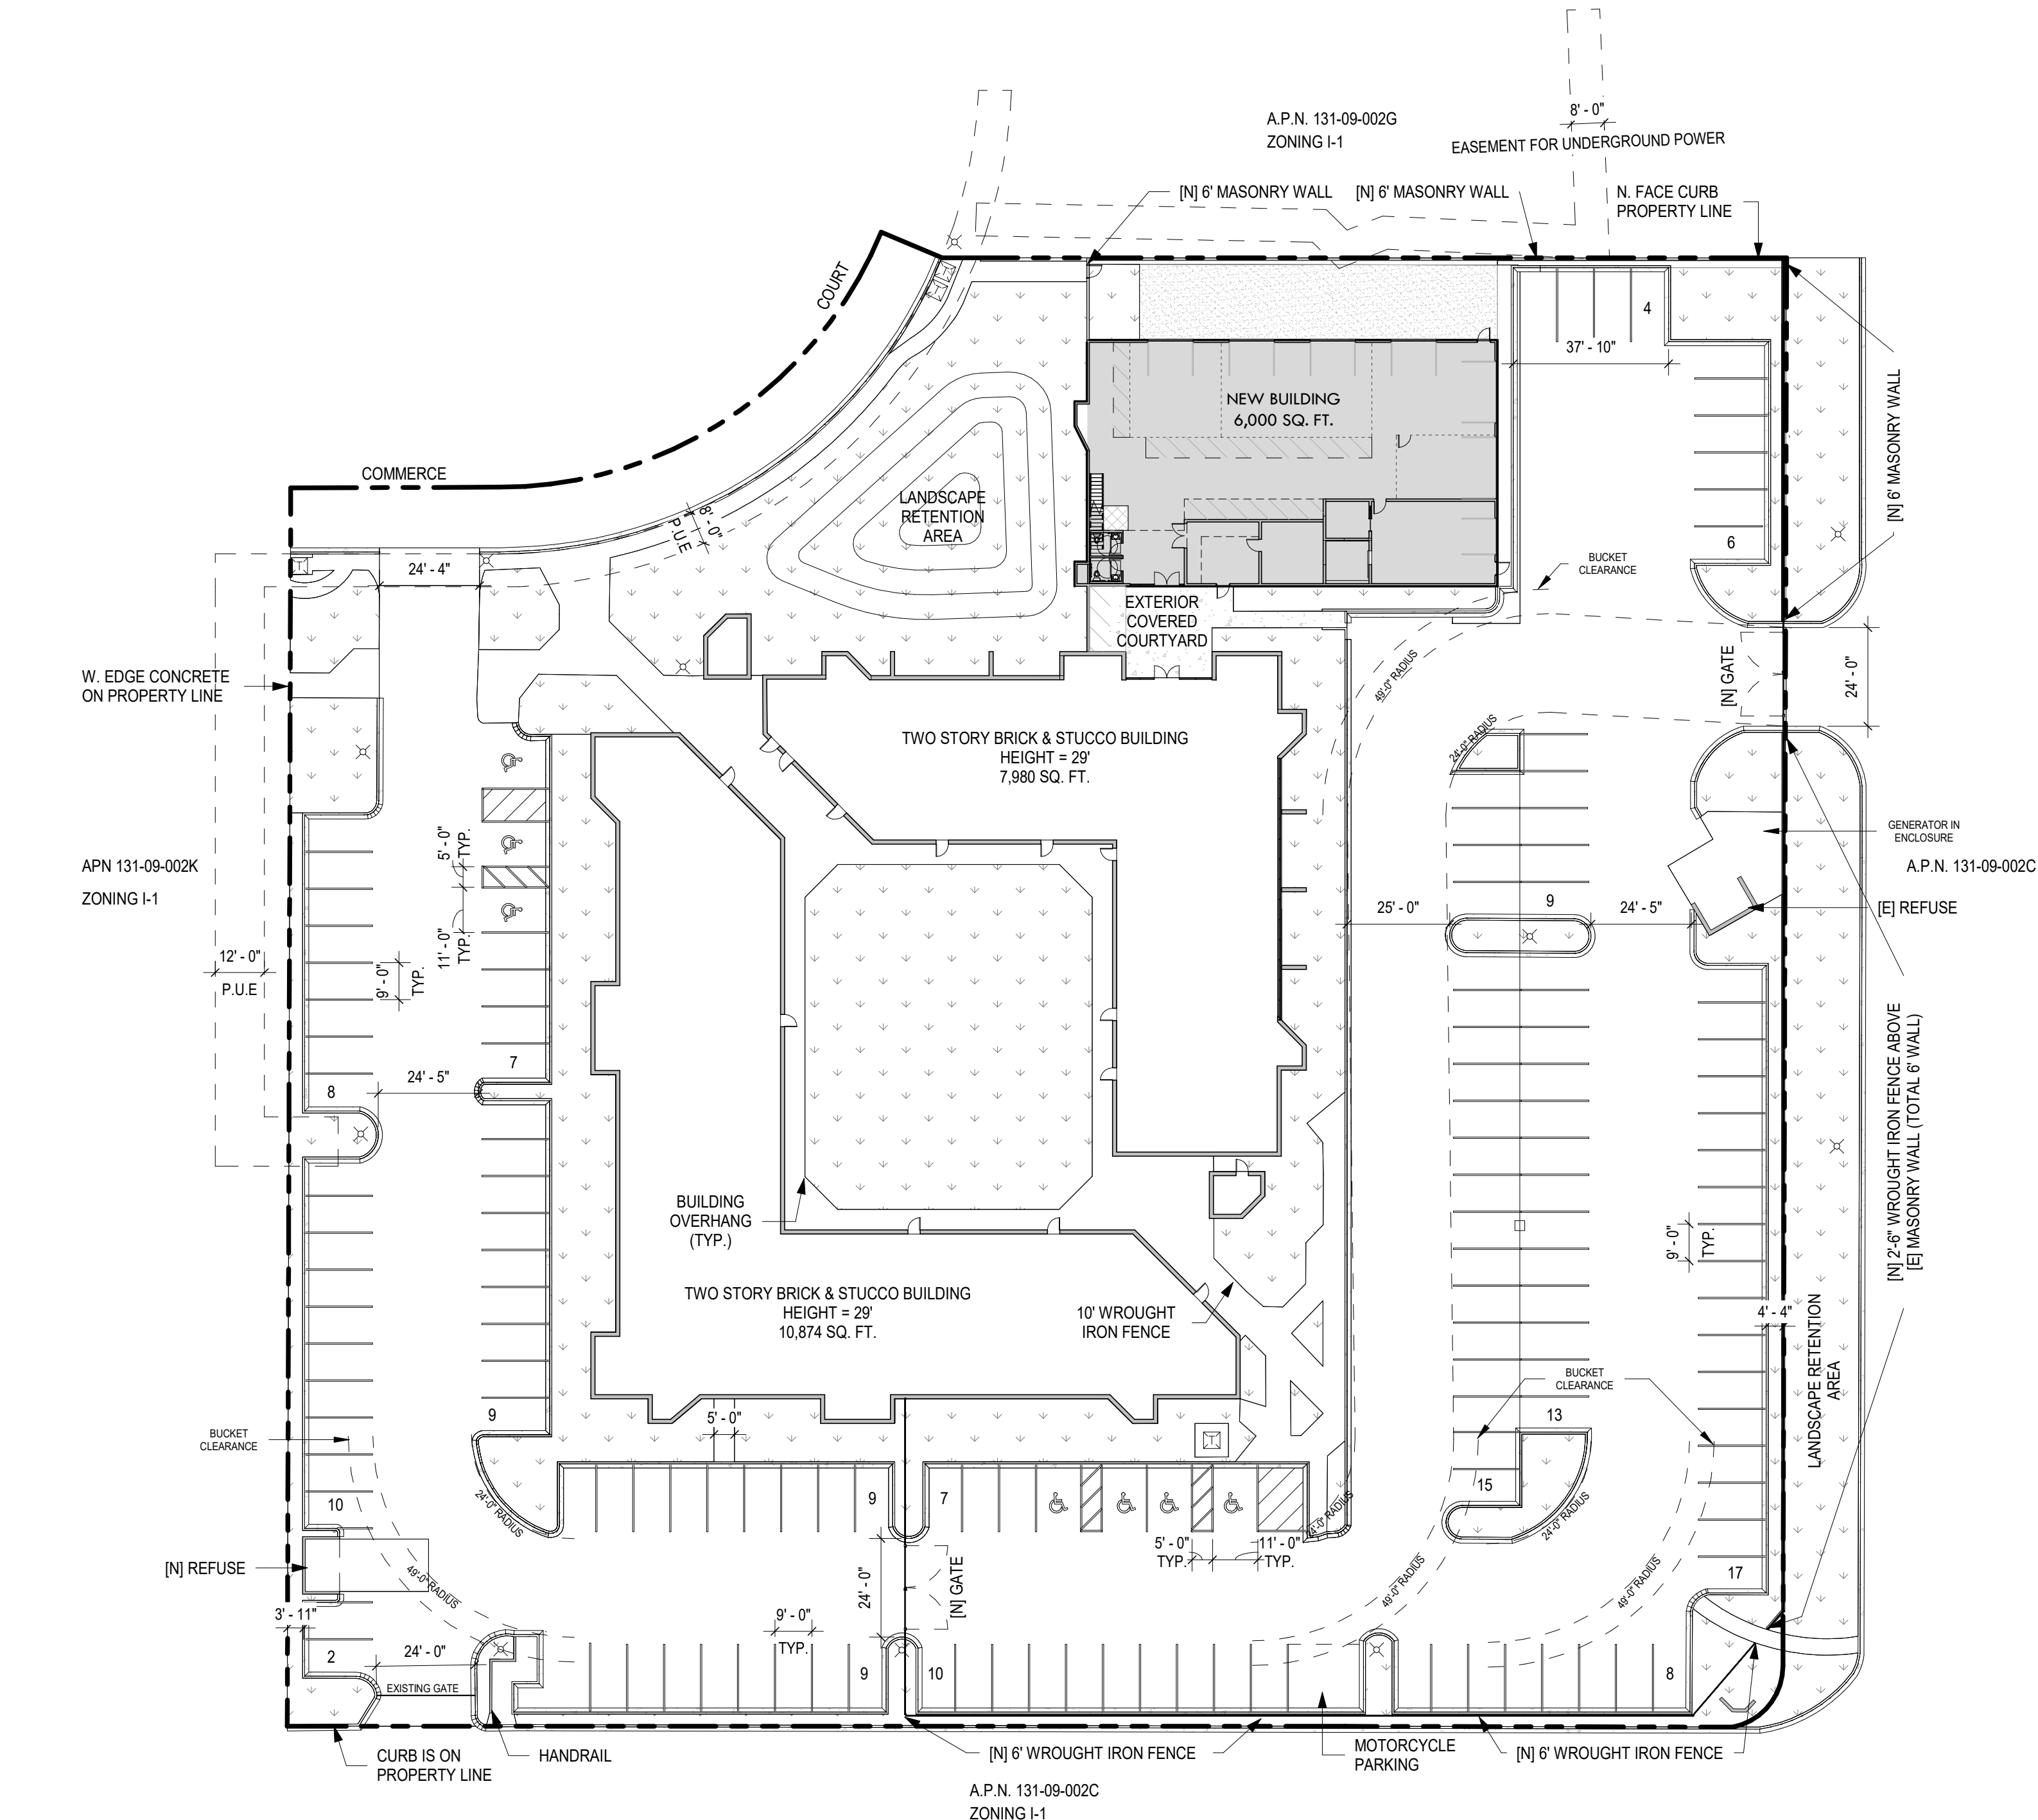 A.P.N. 131-09-002G
ZONING I-1
8' - 0"
EASEMENT FOR UNDERGROUND POWER
[N] 6' MASONRY WALL
[N] 6' MASONRY WALL
N. FACE CURB
PROPERTY LINE
COURT
COMMERCE
4
37' - 10"
[N] 6' MASONRY WALL
NEW BUILDING
6,000 SQ. FT.
LANDSCAPE
RETENTION
AREA
8'- 0"
P.U.E
24' - 4"
6
BUCKET
CLEARANCE
EXTERIOR
COVERED
COURTYARD
W. EDGE CONCRETE
ON PROPERTY LINE
49'-0" RADIUS
[N] GATE
24' - 0"
24'-0" RADIUS
TWO STORY BRICK & STUCCO BUILDING
HEIGHT = 29'
7,980 SQ. FT.
GENERATOR IN
ENCLOSURE
A.P.N. 131-09-002C
APN 131-09-002K
ZONING I-1
5' - 0"
TYP.
11' - 0"
TYP.
25' - 0"
9
24' - 5"
[E] REFUSE
12' - 0"
P.U.E
9' - 0"
TYP.
7
8
24' - 5"
[N] 2'-6" WROUGHT IRON FENCE ABOVE
[E] MASONRY WALL (TOTAL 6' WALL)
BUILDING
OVERHANG
(TYP.)
9' - 0"
TYP.
TWO STORY BRICK & STUCCO BUILDING
HEIGHT = 29'
10,874 SQ. FT.
10' WROUGHT
IRON FENCE
4' - 4"
LANDSCAPE RETENTION
AREA
BUCKET
CLEARANCE
9
5' - 0"
13
BUCKET
CLEARANCE
10
24'-0" RADIUS
9
7
24'-0" RADIUS
15
24'-0" RADIUS
[N] REFUSE
49'-0" RADIUS
24' - 0"
[N] GATE
5' - 0"
TYP.
11' - 0"
TYP.
49'-0" RADIUS
49'-0" RADIUS
17
3' - 11"
9' - 0"
TYP.
2
24' - 0"
9
10
8
EXISTING GATE
CURB IS ON
PROPERTY LINE
HANDRAIL
[N] 6' WROUGHT IRON FENCE
MOTORCYCLE
PARKING
[N] 6' WROUGHT IRON FENCE
A.P.N. 131-09-002C
ZONING I-1